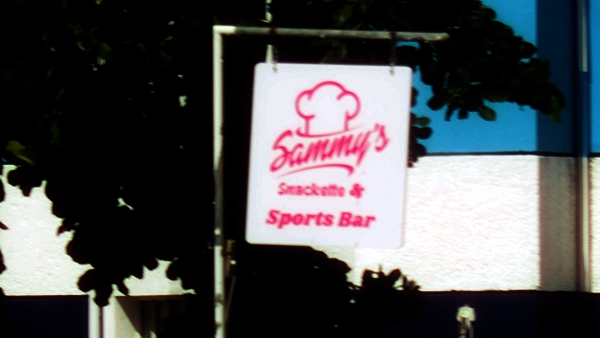 Sammy's
Snackette &
Sports Bar